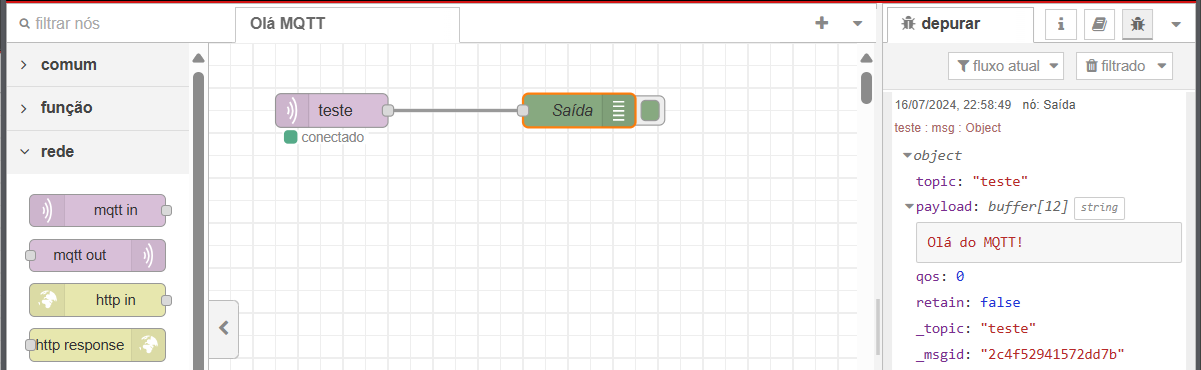 filtrar nós
comum
função
rede
mqtt in
mqtt out
http in
http response
Olá MQTT
teste
conectado
Saída
depurar
fluxo atual
filtrado
16/07/2024, 22:58:49 nó: Saída
teste : msg : Object
object
topic: "teste"
payload: buffer[12] string
Olá do MQTT!
qos: 0
retain: false
_topic: "teste"
_msgid: "2c4f52941572dd7b"